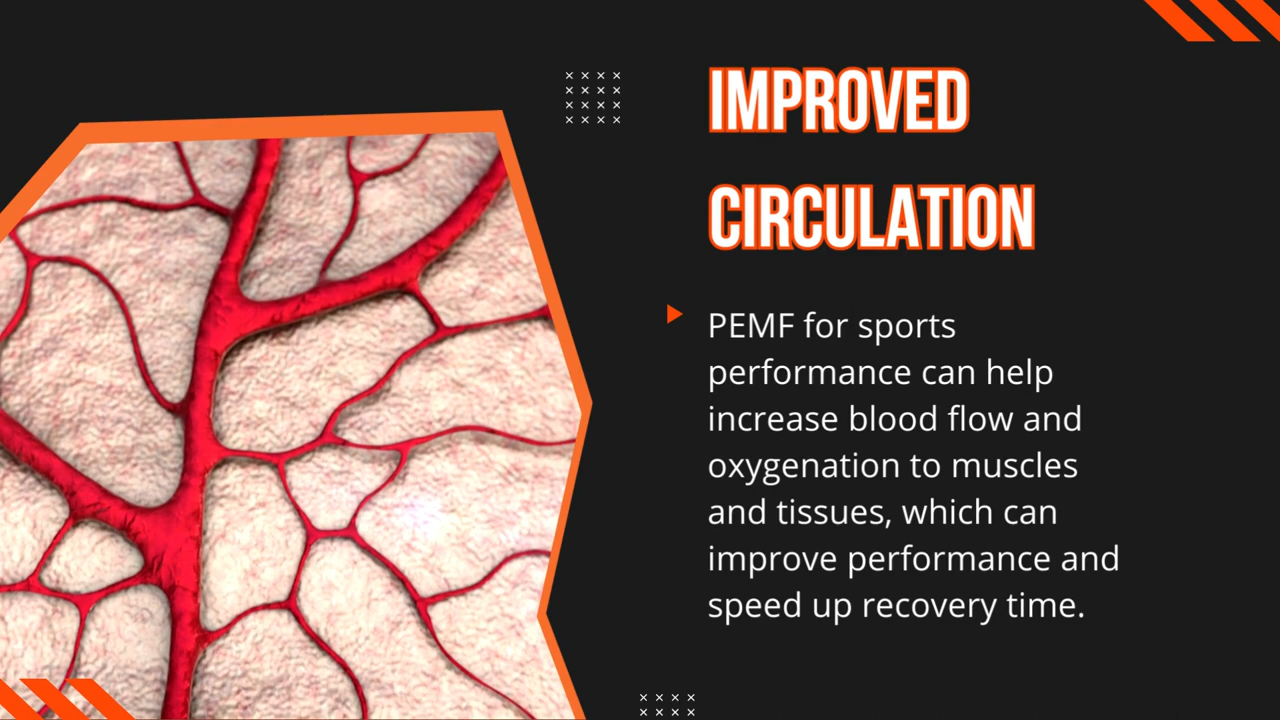 IMPROVED
CIRCULATION
PEMF for sports
performance can help
increase blood flow and
oxygenation to muscles
and tissues, which can
improve performance and
speed up recovery time.